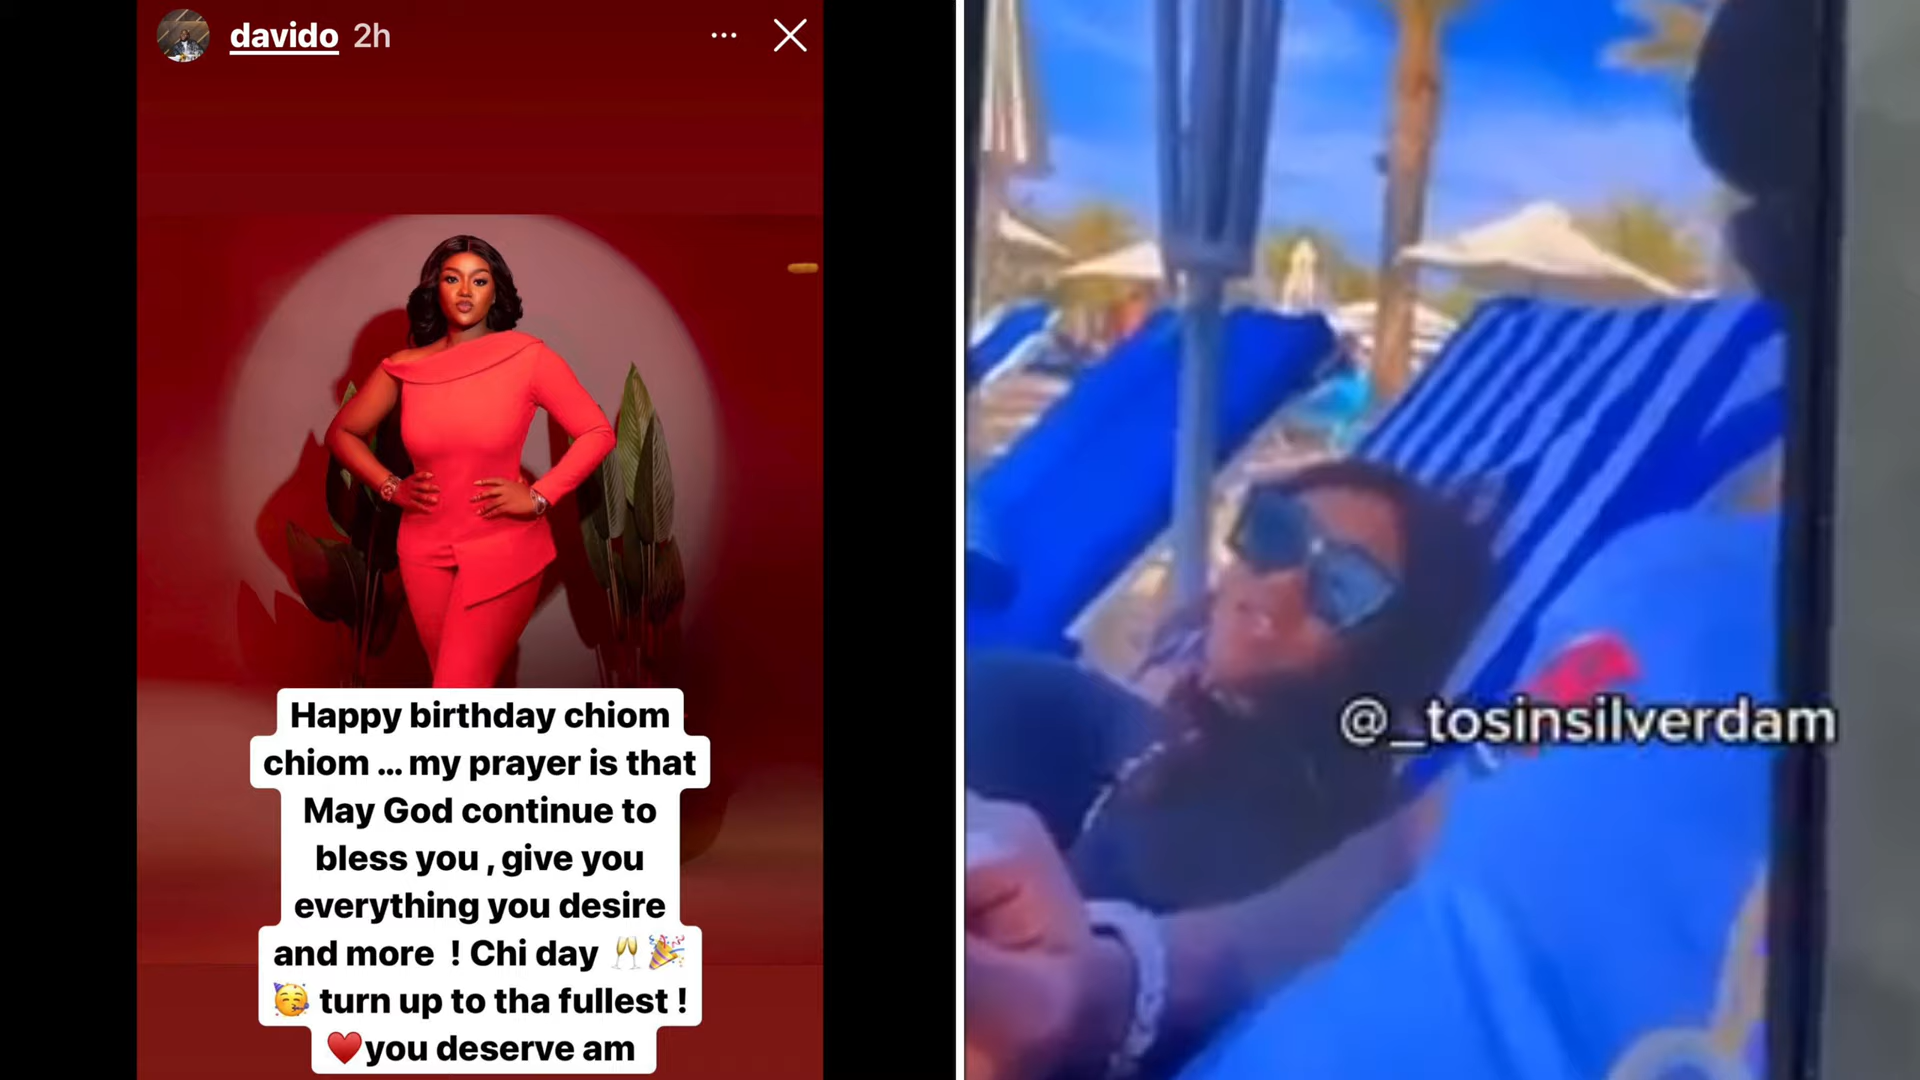 davido 2h
Happy birthday chiom
chiom ... my prayer is that
May God continue to
bless you , give you
everything you desire
and more ! Chi day 🥂🎉
🥳 turn up to tha fullest !
❤️you deserve am
@_tosinsilverdam